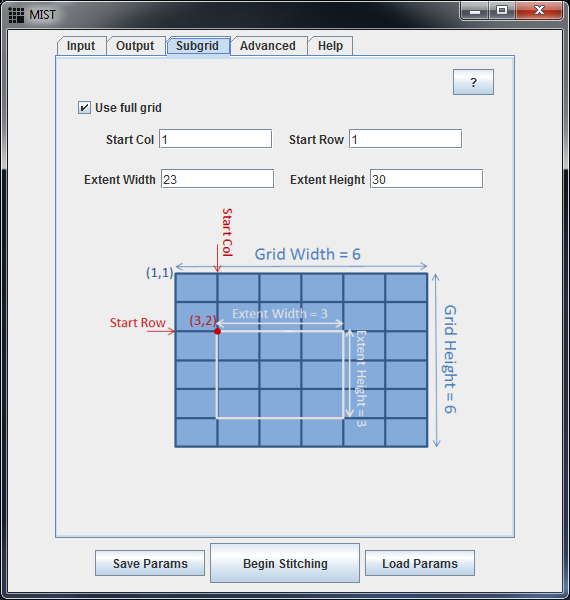 MIST
Input Output Subgrid Advanced Help
?
Use full grid
Start Col 1 Start Row 1
Extent Width 23 Extent Height 30
Start Col
Grid Width = 6
(1,1)
Extent Width = 3
Start Row (3,2)
Extent Height = 3
Grid Height = 6
Save Params Begin Stitching Load Params